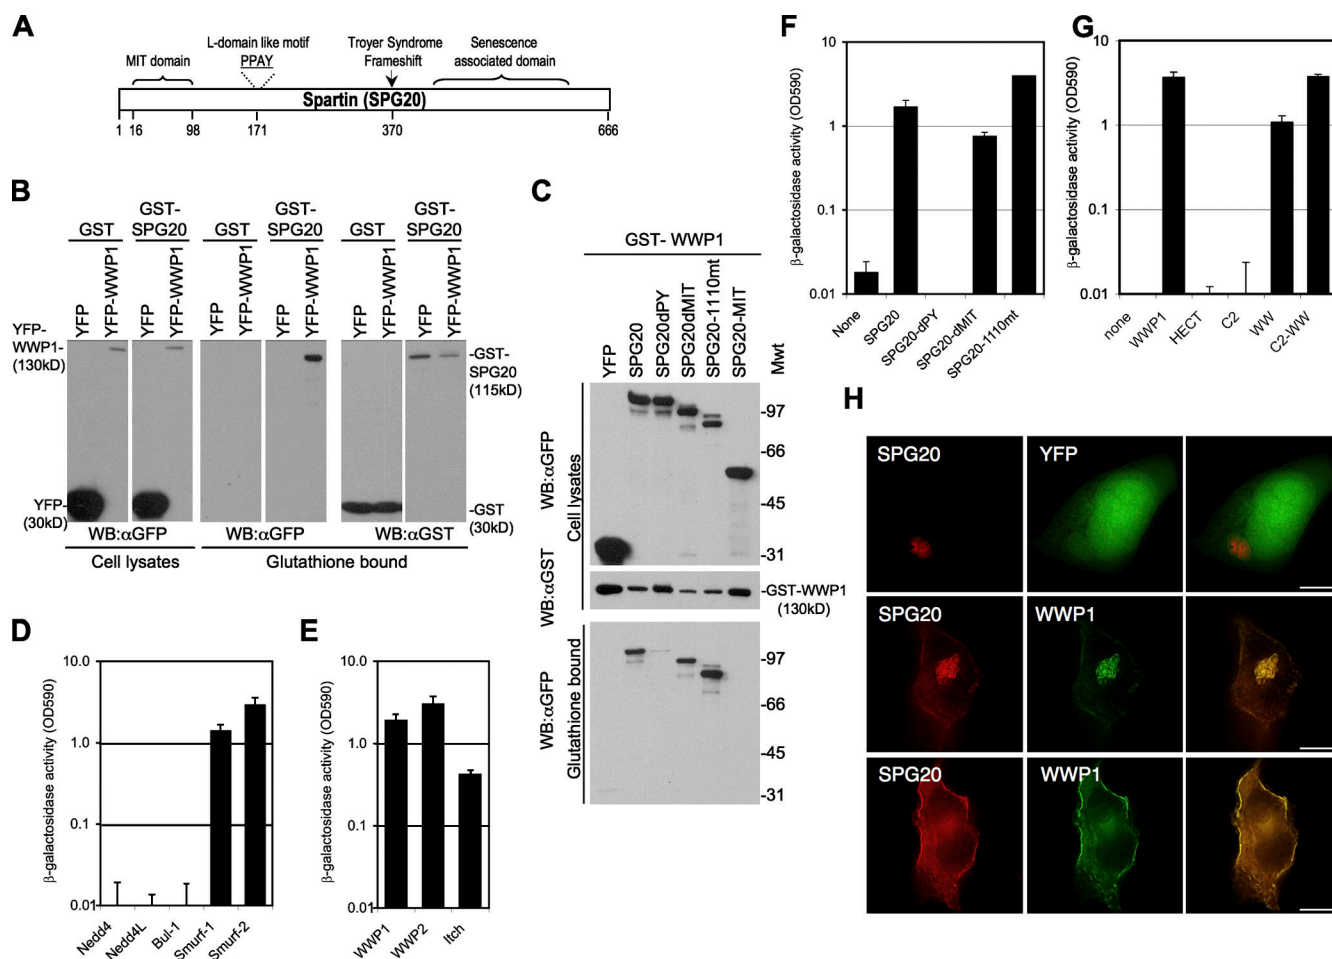 A
L-domain like motif
PPAY
Troyer Syndrome
Frameshift
Senescence
associated domain
MIT domain
Spartin (SPG20)
1 16 98 171 370 666
B
GST GST-SPG20 GST GST-SPG20 GST GST-SPG20
YFP YFP-WWP1 YFP YFP-WWP1 YFP YFP-WWP1 YFP YFP-WWP1 YFP YFP-WWP1 YFP YFP-WWP1
YFP-
WWP1-
(130kD)
-GST-
SPG20
(115kD)
YFP-
(30kD)
-GST
(30kD)
WB:αGFP WB:αGFP WB:αGST
Cell lysates Glutathione bound
C
GST- WWP1
YFP SPG20 SPG20dPY SPG20dMIT SPG20-1110mt SPG20-MIT Mwt
WB:αGFP
Cell lysates
-97
-66
-45
-31
WB:αGST
-GST-WWP1
(130kD)
WB:αGFP
Glutathione bound
-97
-66
-45
-31
D
β-galactosidase activity (OD590)
10.0
1.0
0.1
0.01
Nedd4 Nedd4L Bul-1 Smurf-1 Smurf-2
E
β-galactosidase activity (OD590)
10.0
1.0
0.1
0.01
WWP1 WWP2 Itch
F
β-galactosidase activity (OD590)
10
1
0.1
0.01
None SPG20 SPG20-dPY SPG20-dMIT SPG20-1110mt
G
β-galactosidase activity (OD590)
10
1
0.1
0.01
none WWP1 HECT C2 WW C2-WW
H
SPG20 YFP
SPG20 WWP1
SPG20 WWP1